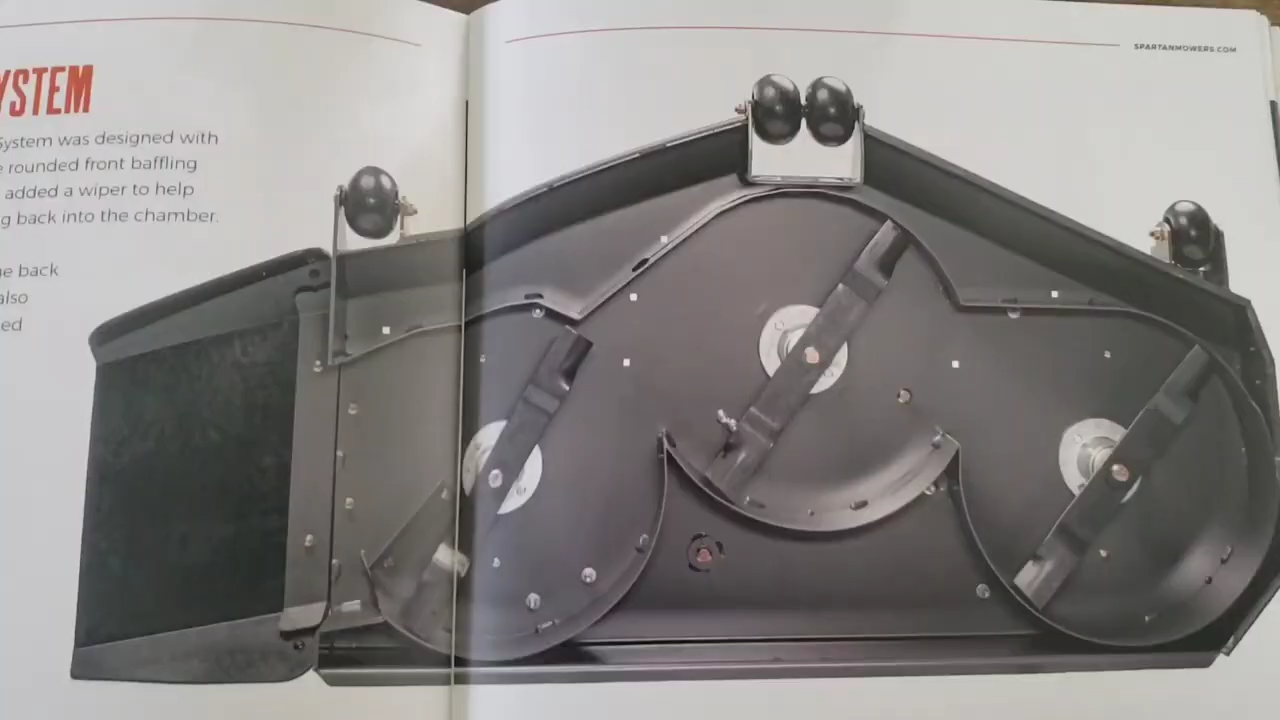 YSTEM
System was designed with
rounded front baffling
added a wiper to help
g back into the chamber.
back
also
ed
SPARTANMOWERS.COM